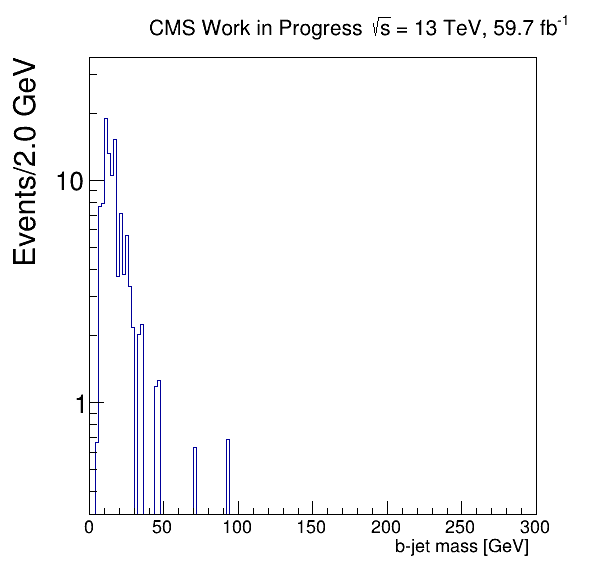 CMS Work in Progress √s = 13 TeV, 59.7 fb⁻¹
Events/2.0 GeV
10
1
0 50 100 150 200 250 300
b-jet mass [GeV]